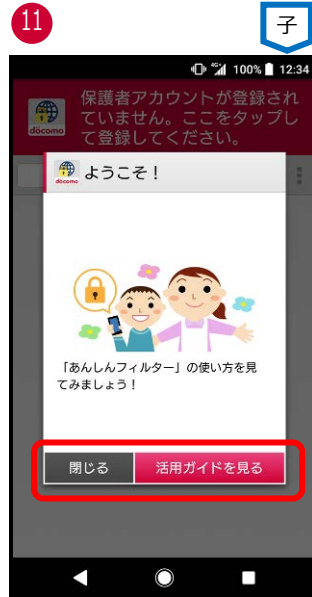 11
子
4G 100% 12:34
保護者アカウントが登録され
ていません。ここをタップし
て登録してください。
döcomo
döcomo
ようこそ！
「あんしんフィルター」の使い方を見
てみましょう！
閉じる 活用ガイドを見る